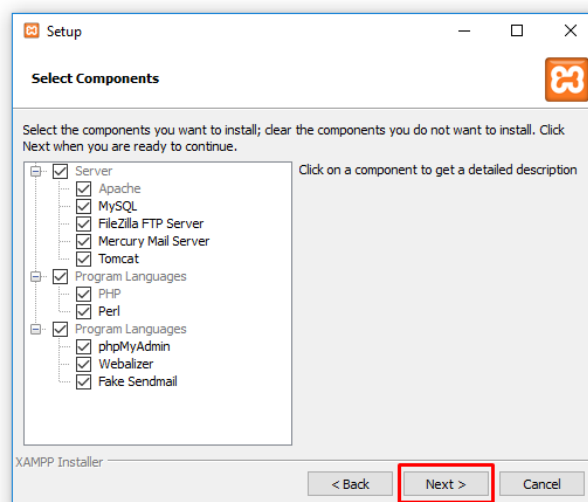 Setup
Select Components
Select the components you want to install; clear the components you do not want to install. Click
Next when you are ready to continue.
Click on a component to get a detailed description
Server
Apache
MySQL
FileZilla FTP Server
Mercury Mail Server
Tomcat
Program Languages
PHP
Perl
Program Languages
phpMyAdmin
Webalizer
Fake Sendmail
XAMPP Installer
< Back
Next >
Cancel